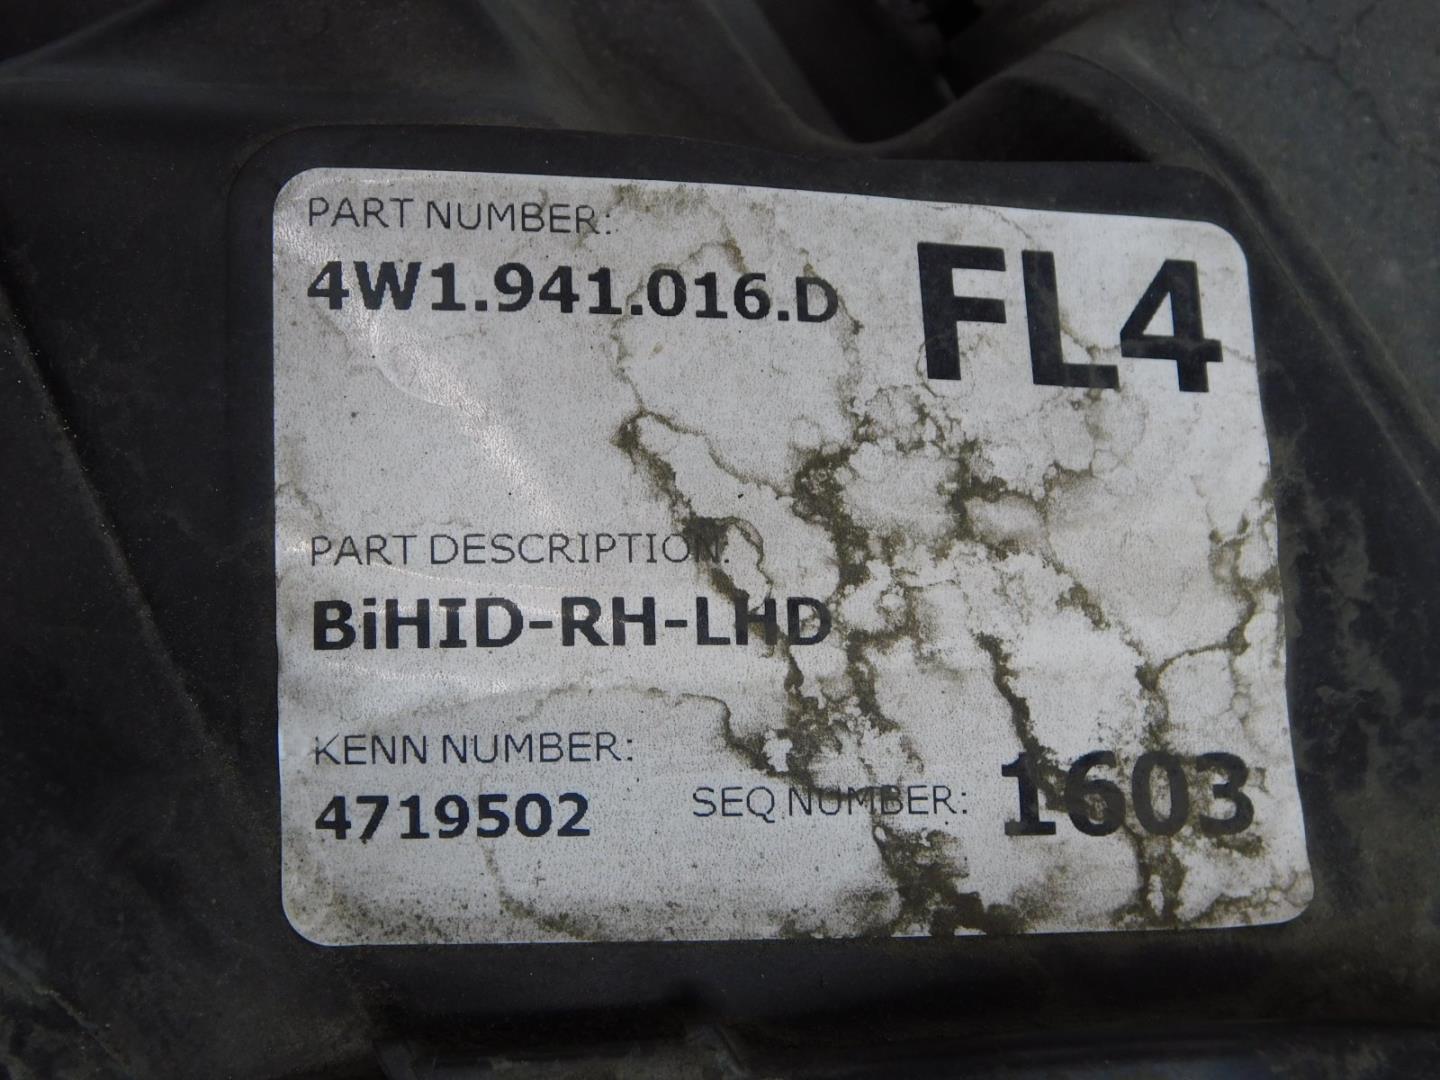 PART NUMBER:
4W1.941.016.D
FL4
PART DESCRIPTION:
BiHID-RH-LHD
KENN NUMBER:
4719502
SEQ NUMBER: 1603